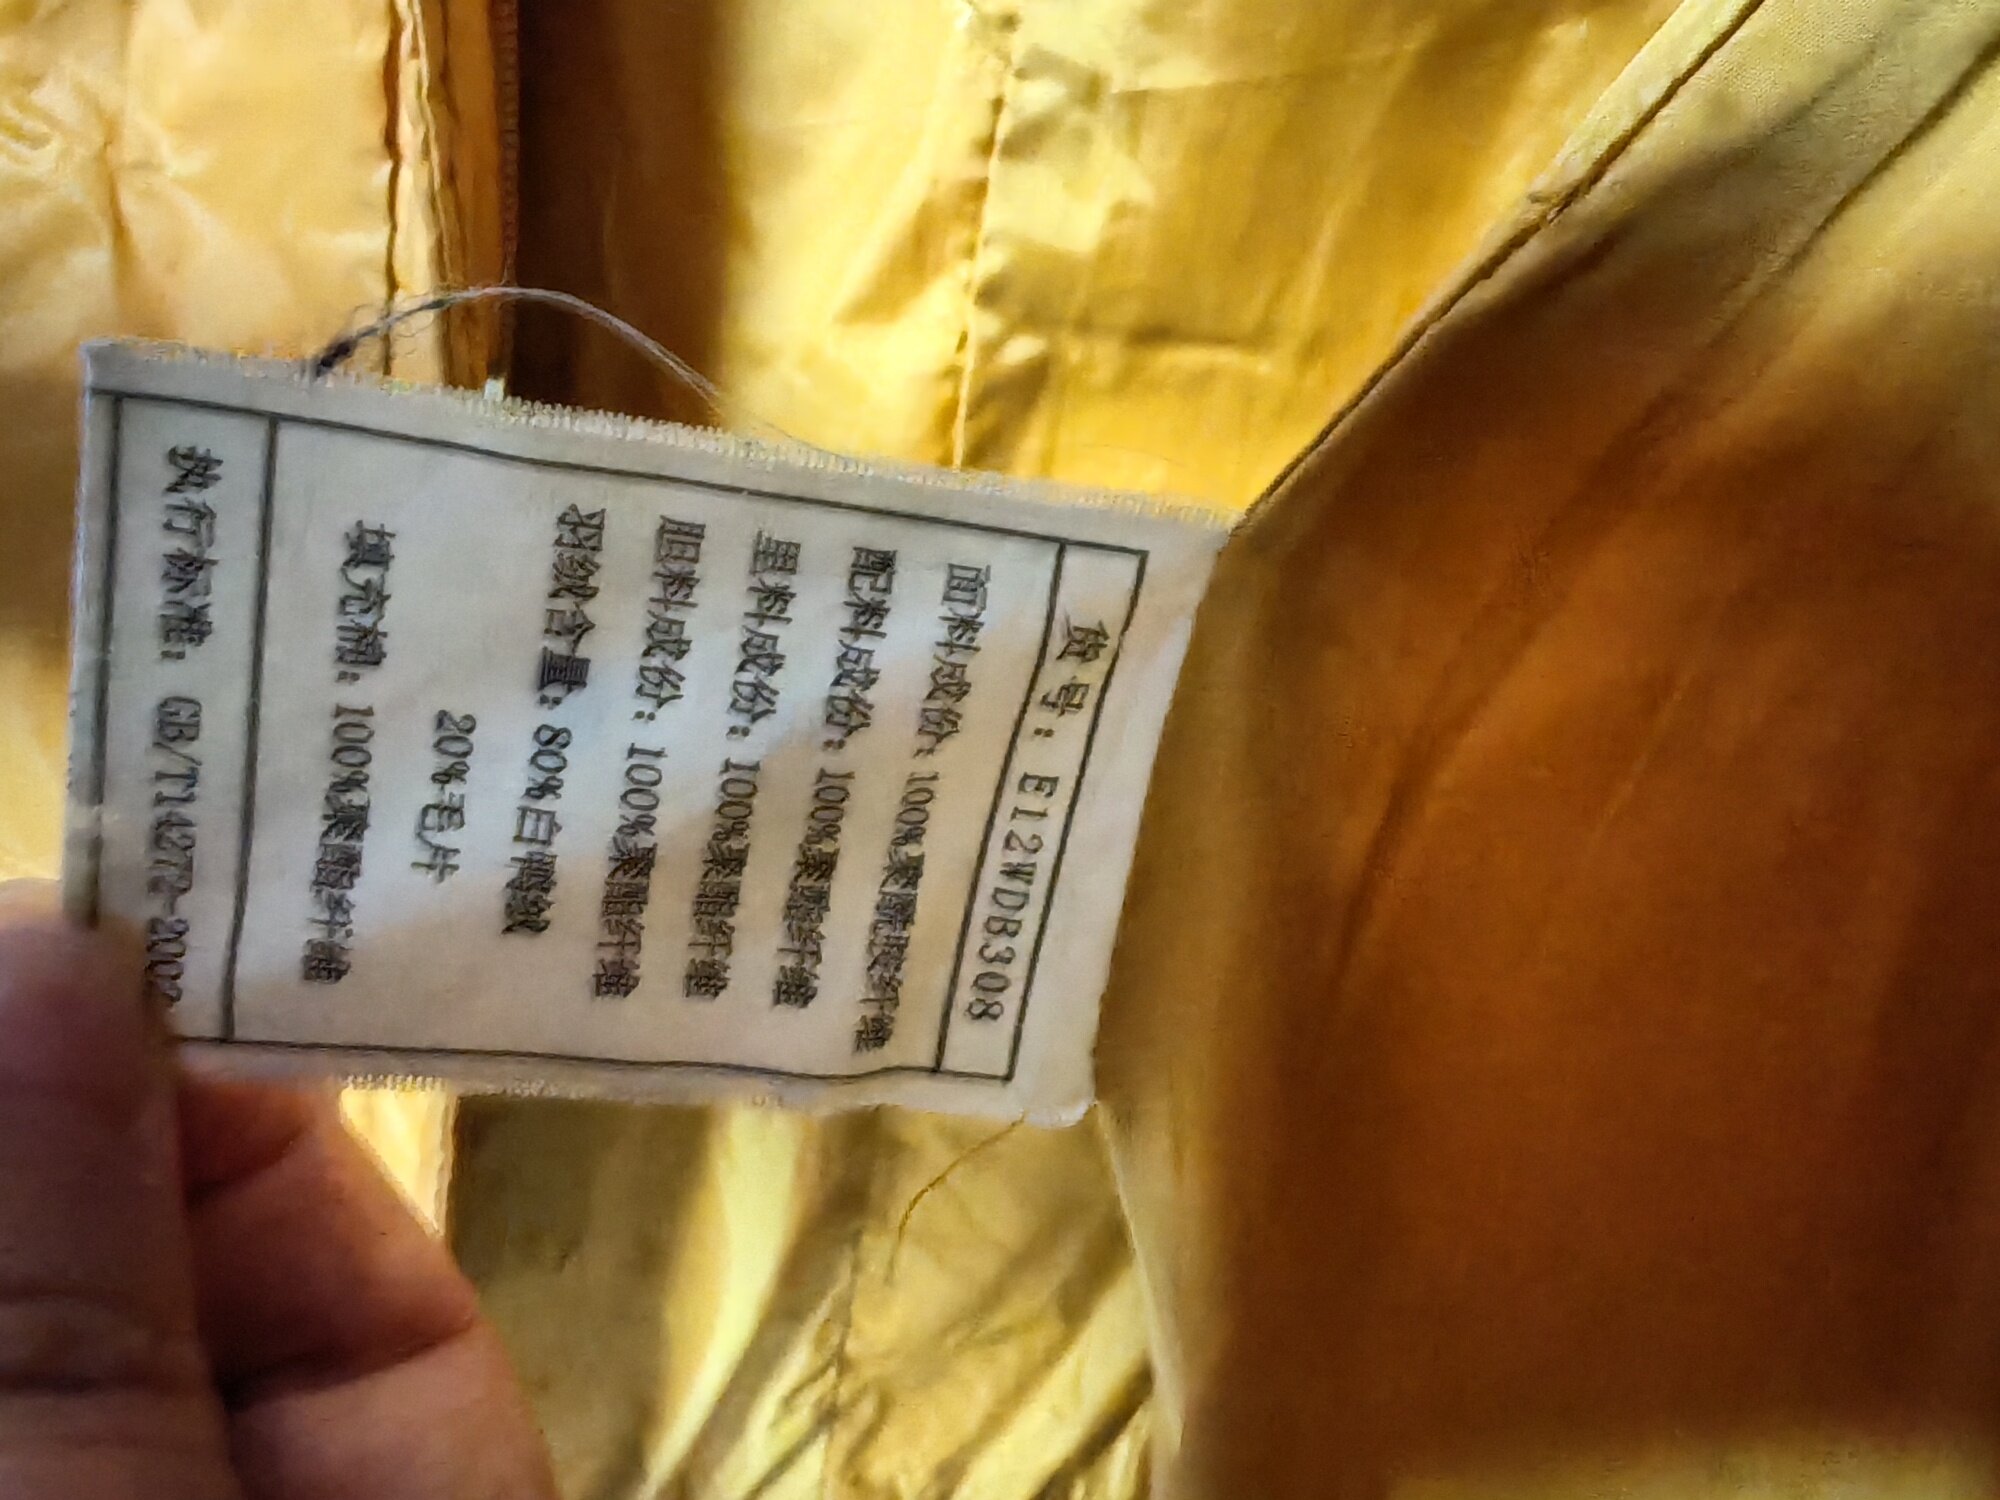 货号: E12WDB308
面料成份: 100%聚酰胺纤维
配料成份: 100%聚酯纤维
里料成份: 100%聚酯纤维
胆料成份: 100%聚酯纤维
羽绒含量: 80%白鸭绒
20%毛片
填充棉: 100%聚酯纤维
执行标准: GB/T14272-2002